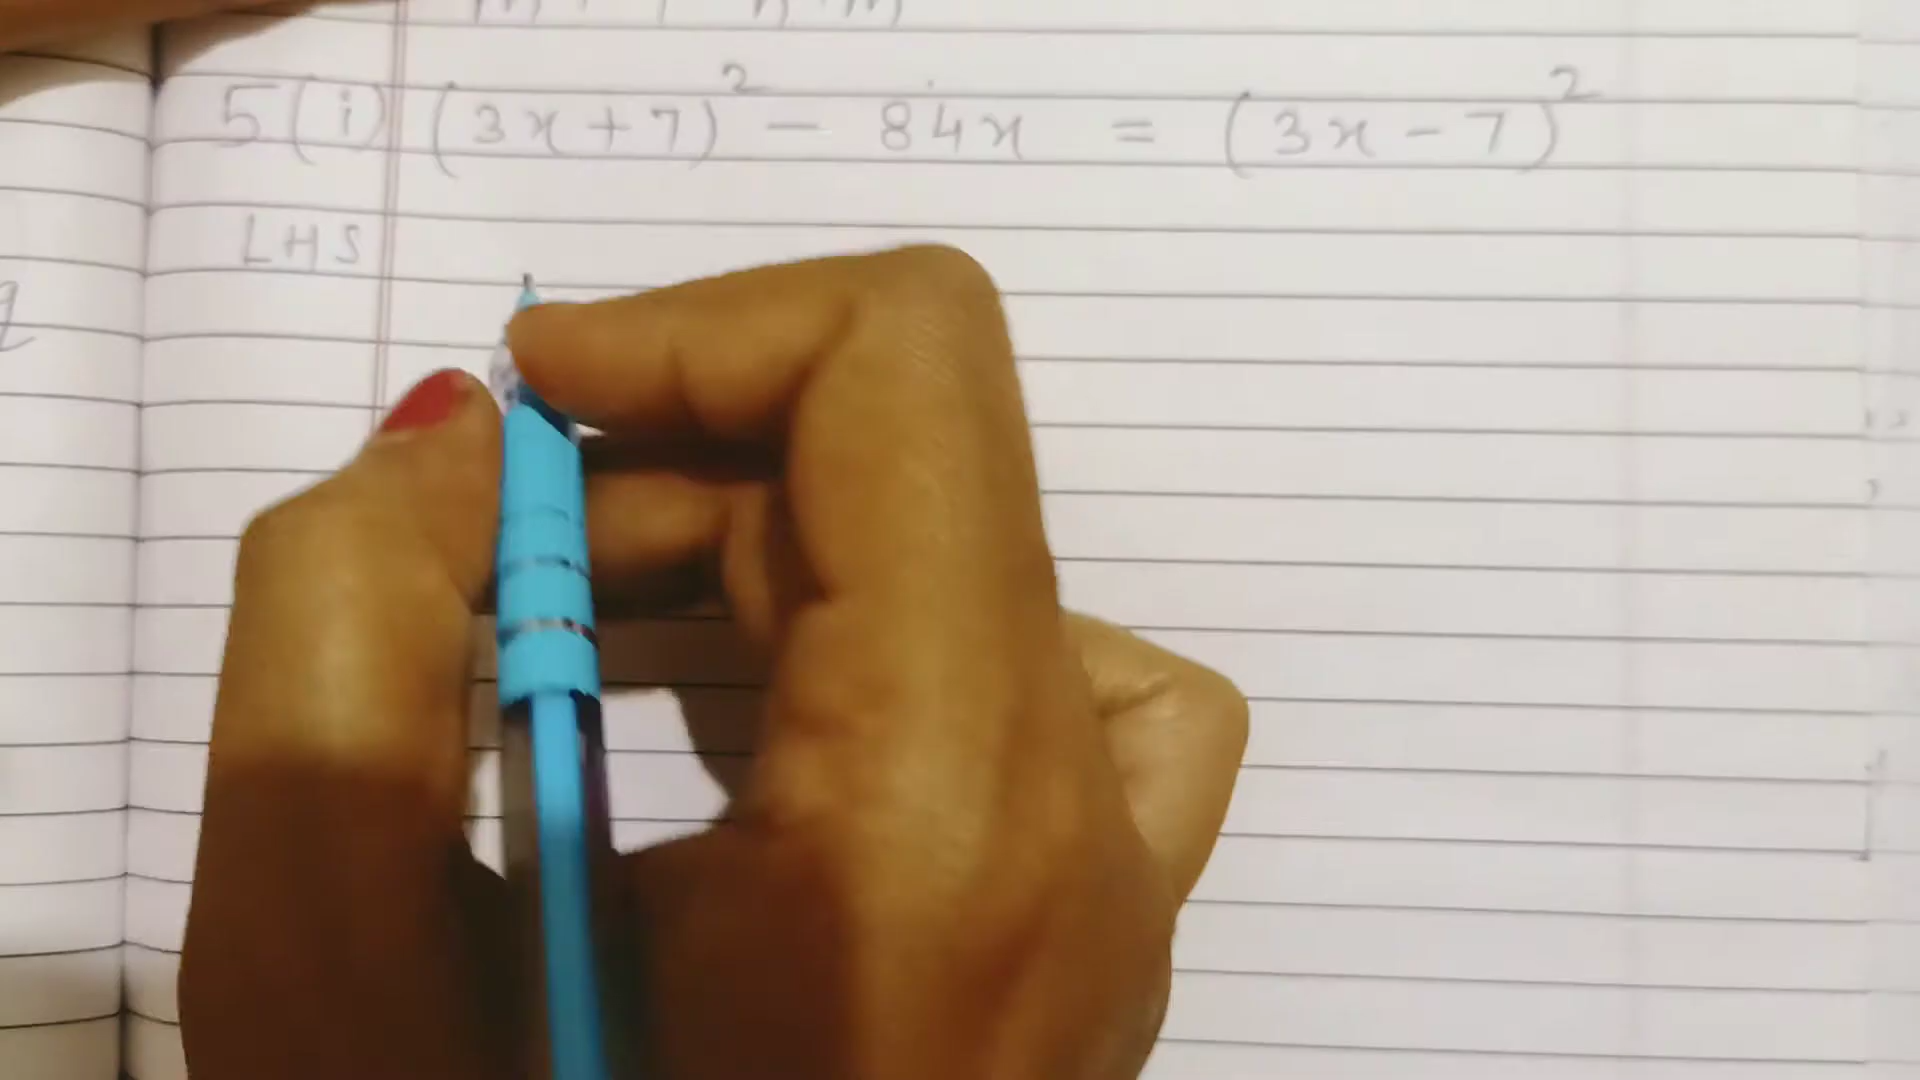 5(i) (3x+7)² - 84x = (3x-7)²
LHS